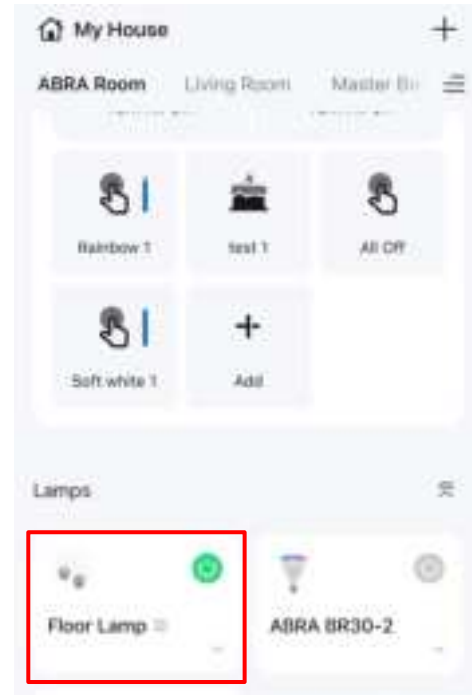 My House
ABRA Room Living Room Master
Rainbow 1 test 1 All Off
Soft white 1 Add
Lamps
Floor Lamp ABRA BR30-2